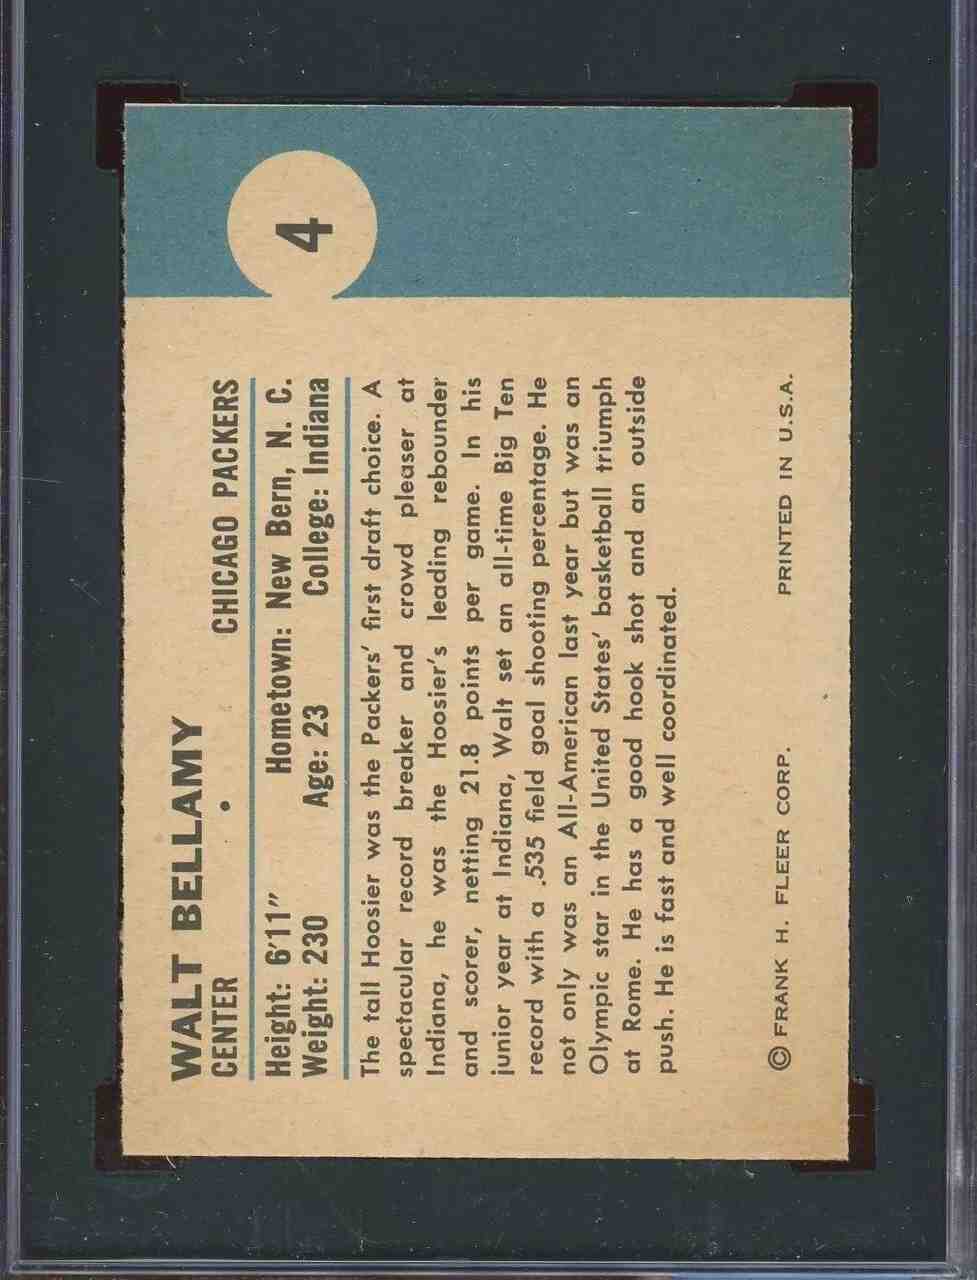 4
WALT BELLAMY
CENTER • CHICAGO PACKERS
Height: 6'11" Hometown: New Bern, N. C.
Weight: 230 Age: 23 College: Indiana
The tall Hoosier was the Packers' first draft choice. A
spectacular record breaker and crowd pleaser at
Indiana, he was the Hoosier's leading rebounder
and scorer, netting 21.8 points per game. In his
junior year at Indiana, Walt set an all-time Big Ten
record with a .535 field goal shooting percentage. He
not only was an All-American last year but was an
Olympic star in the United States' basketball triumph
at Rome. He has a good hook shot and an outside
push. He is fast and well coordinated.
© FRANK H. FLEER CORP. PRINTED IN U.S.A.